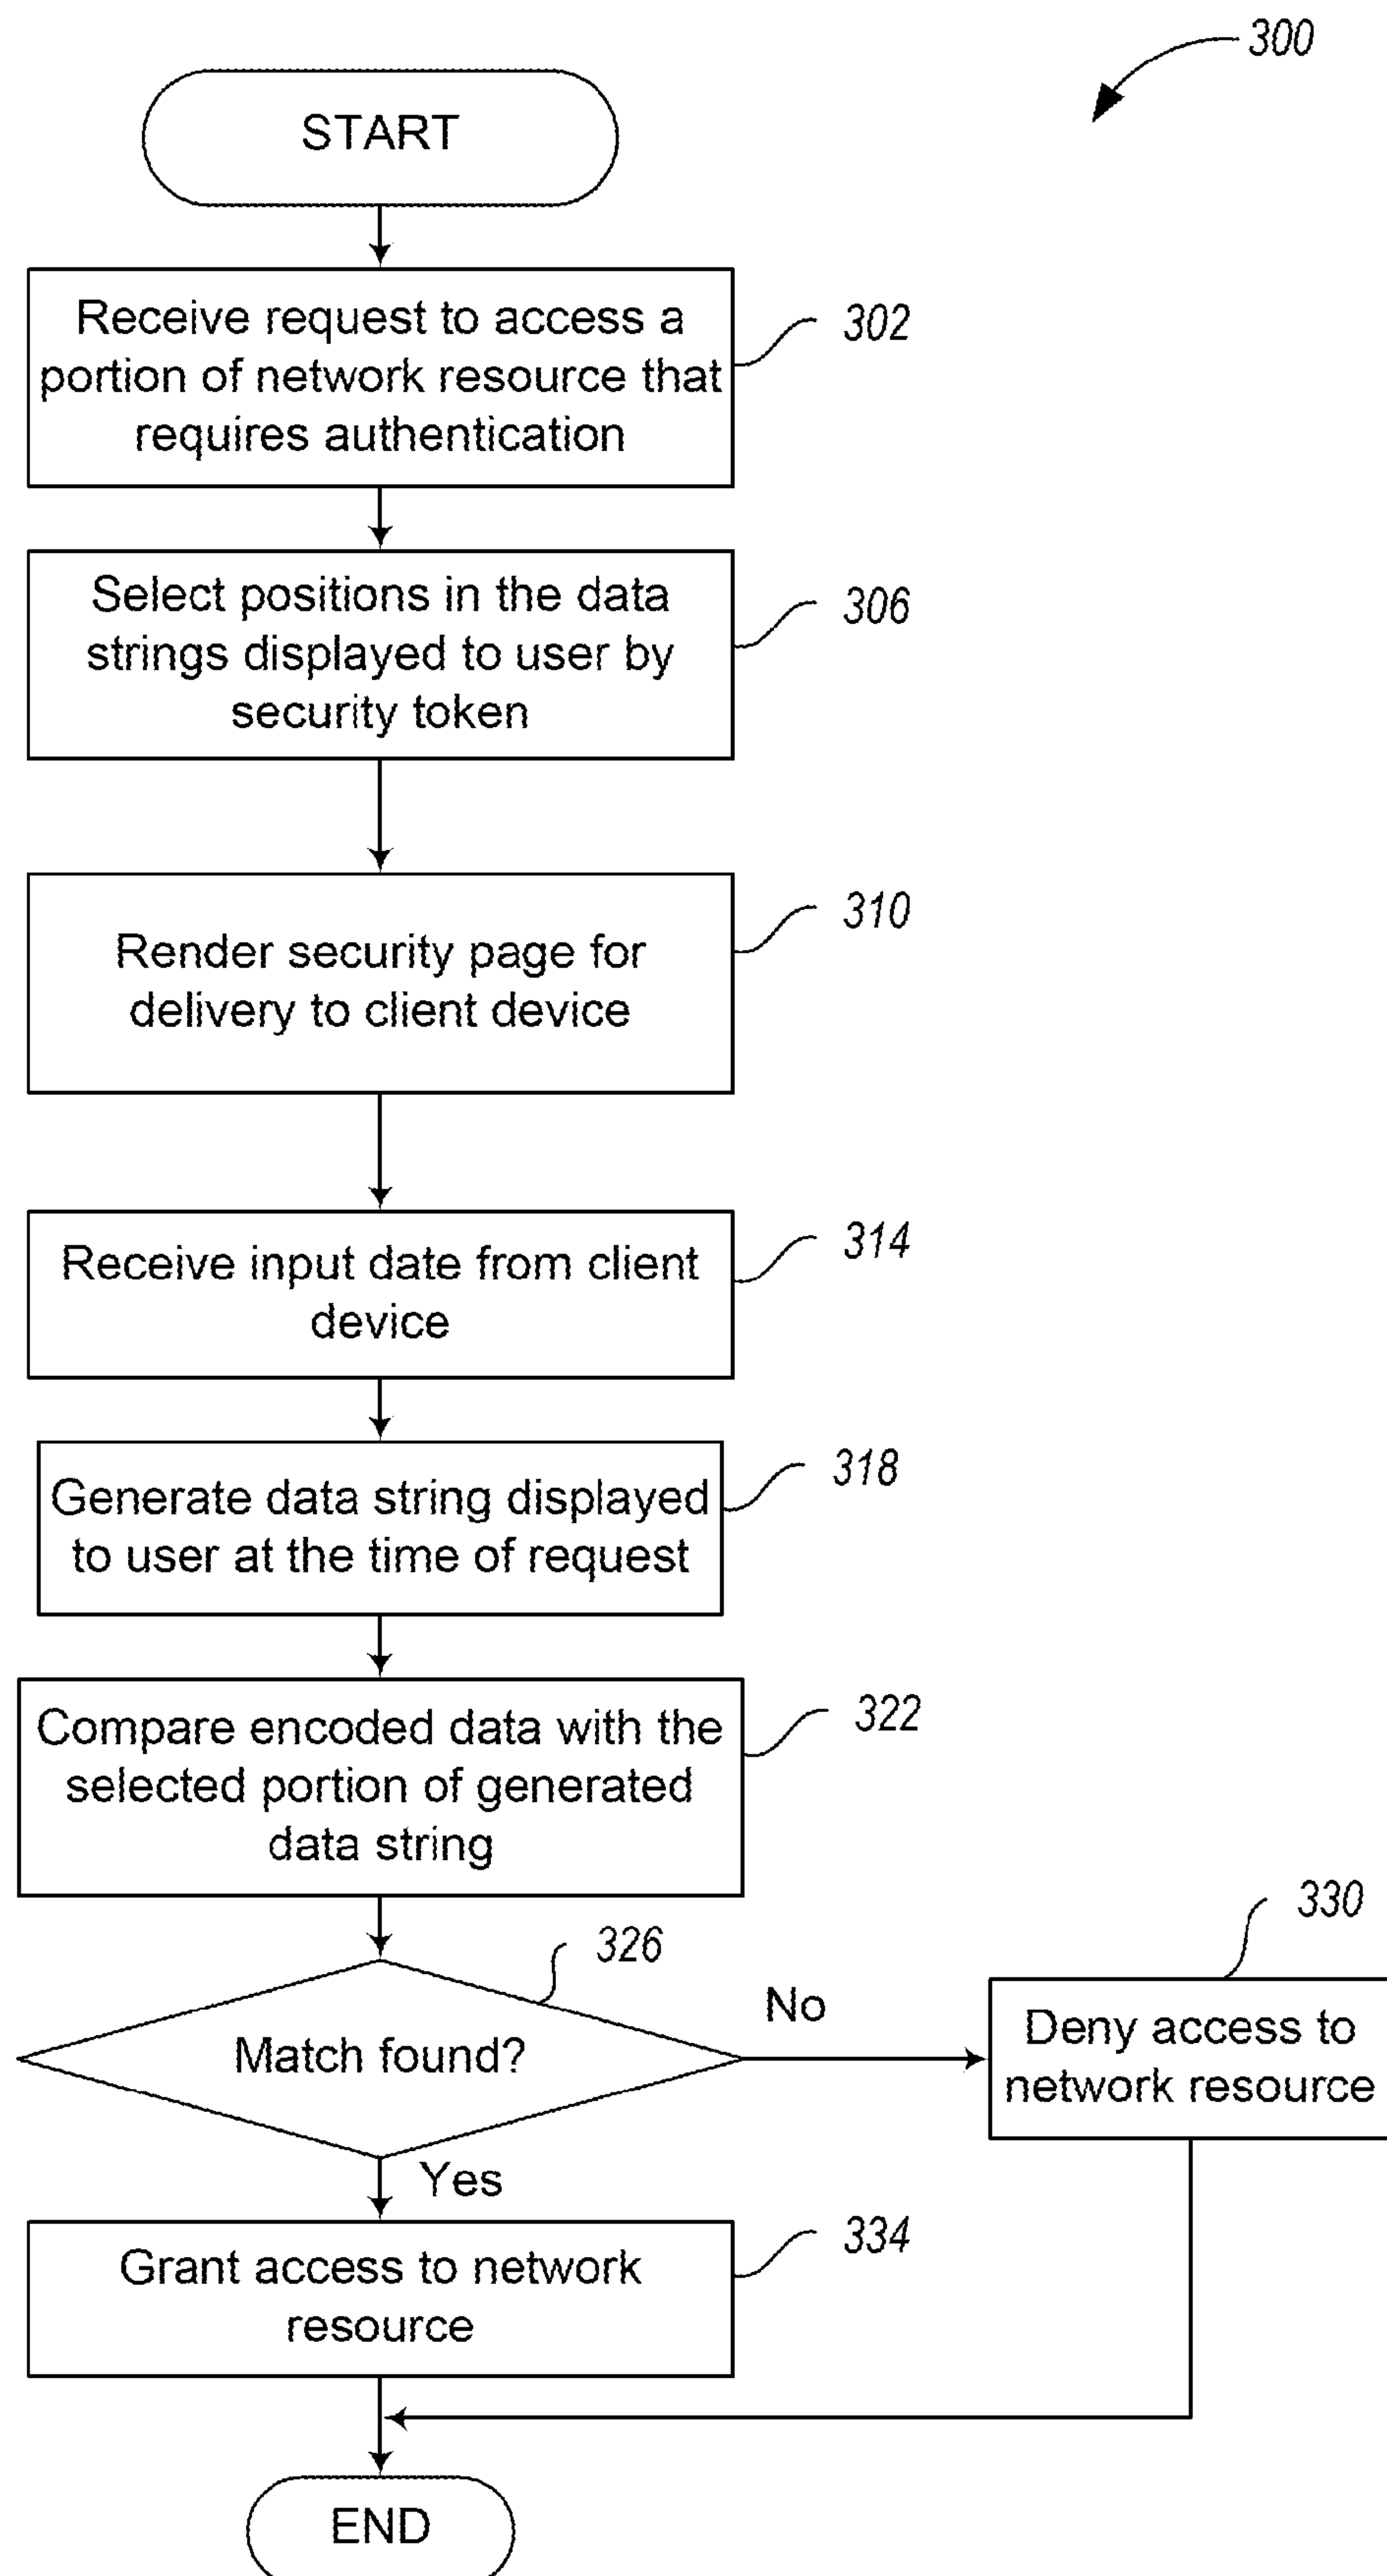 300
START
Receive request to access a
portion of network resource that
requires authentication
302
Select positions in the data
strings displayed to user by
security token
306
Render security page for
delivery to client device
310
Receive input date from client
device
314
Generate data string displayed
to user at the time of request
318
Compare encoded data with the
selected portion of generated
data string
322
326
Match found?
No
330
Deny access to
network resource
Yes
Grant access to network
resource
334
END